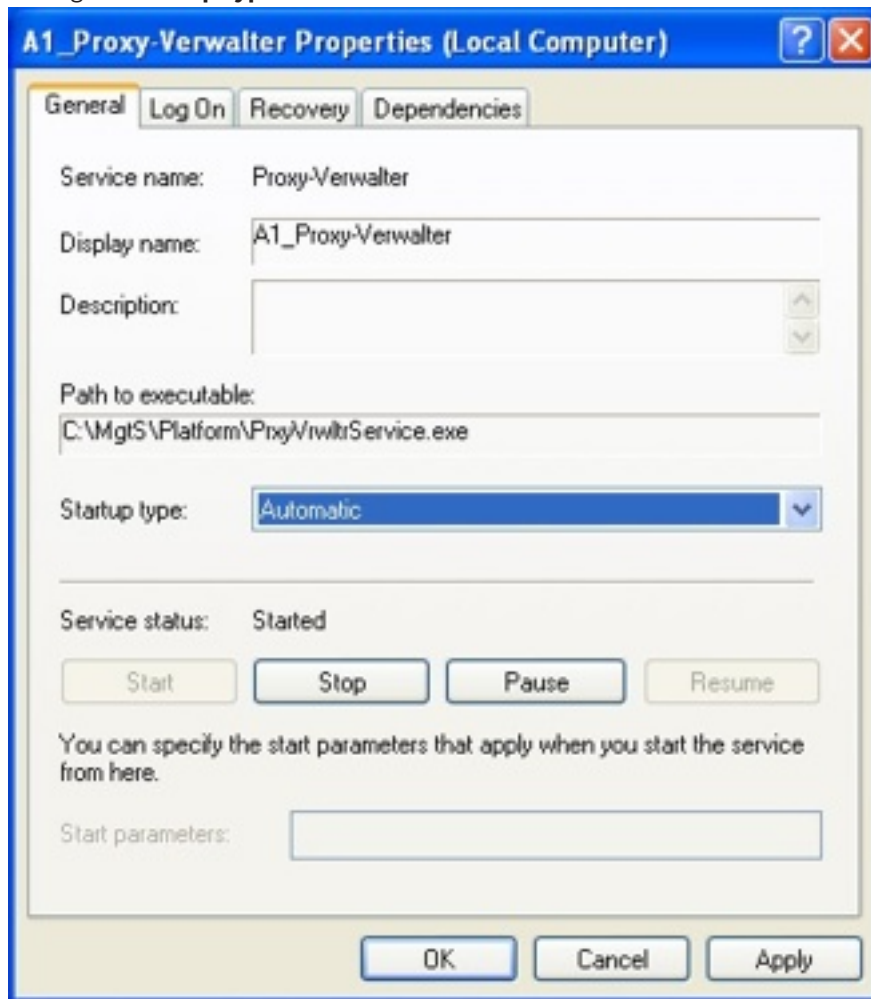 A1_Proxy-Verwalter Properties (Local Computer)
General Log On Recovery Dependencies
Service name: Proxy-Verwalter
Display name: A1_Proxy-Verwalter
Description:
Path to executable:
C:\MgtS\Platform\PrxyVrwltrService.exe
Startup type: Automatic
Service status: Started
Start Stop Pause Resume
You can specify the start parameters that apply when you start the service
from here.
Start parameters:
OK Cancel Apply